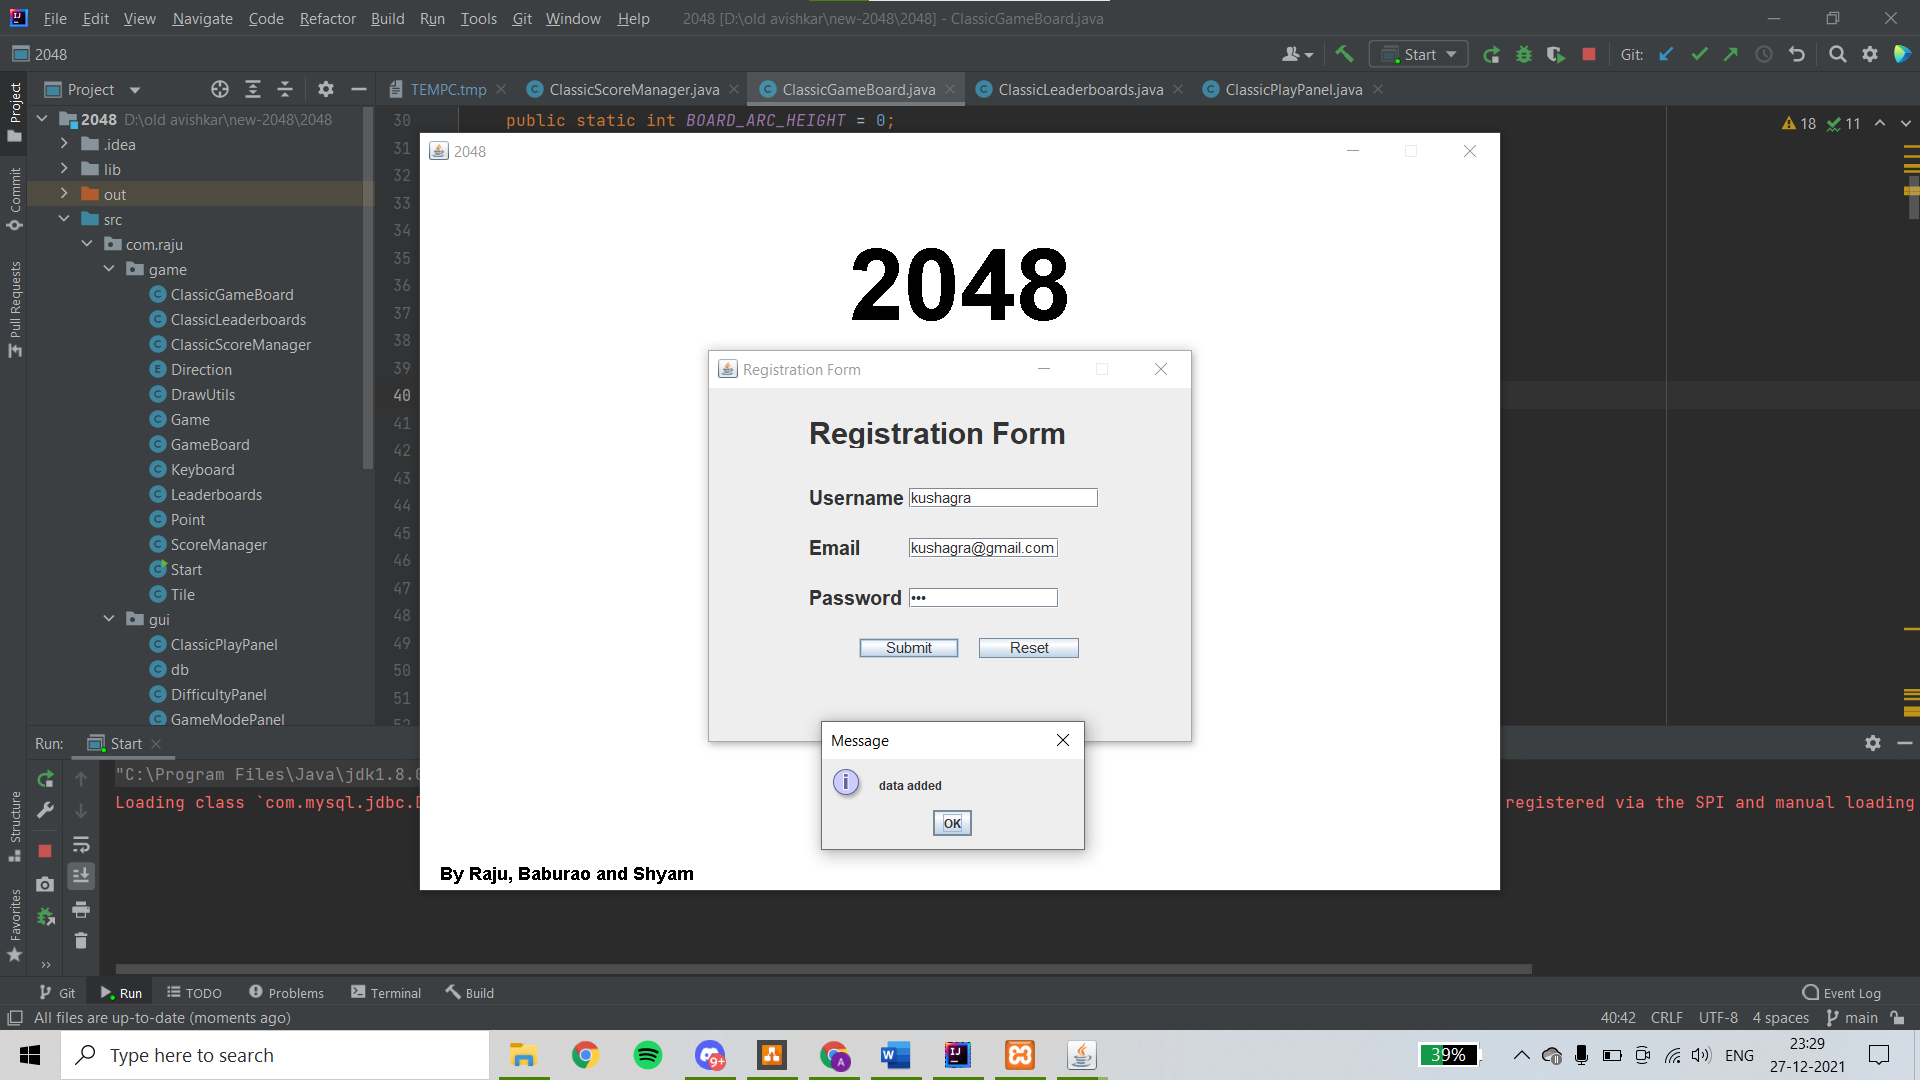 File Edit View Navigate Code Refactor Build Run Tools Git Window Help 2048 [D:\old avishkar\new-2048\2048] - ClassicGameBoard.java
2048 Start Git:
Project TEMPC.tmp ClassicScoreManager.java ClassicGameBoard.java ClassicLeaderboards.java ClassicPlayPanel.java
Project
Commit
Pull Requests
Structure
Favorites
2048 D:\old avishkar\new-2048\2048
.idea
lib
out
src
com.raju
game
ClassicGameBoard
ClassicLeaderboards
ClassicScoreManager
Direction
DrawUtils
Game
GameBoard
Keyboard
Leaderboards
Point
ScoreManager
Start
Tile
gui
ClassicPlayPanel
db
DifficultyPanel
GameModePanel
30 public static int BOARD_ARC_HEIGHT = 0;
18 11
31
32
33
34
35
36
37
38
39
40
41
42
43
44
45
46
47
48
49
50
51
2048
2048
Registration Form
Registration Form
Username kushagra
Email kushagra@gmail.com
Password •••
Submit Reset
Message
data added
OK
By Raju, Baburao and Shyam
Run: Start
"C:\Program Files\Java\jdk1.8.
Loading class `com.mysql.jdbc. registered via the SPI and manual loading
Git Run TODO Problems Terminal Build Event Log
All files are up-to-date (moments ago) 40:42 CRLF UTF-8 4 spaces main
Type here to search 9+ A W IJ 39% ENG 23:29
27-12-2021